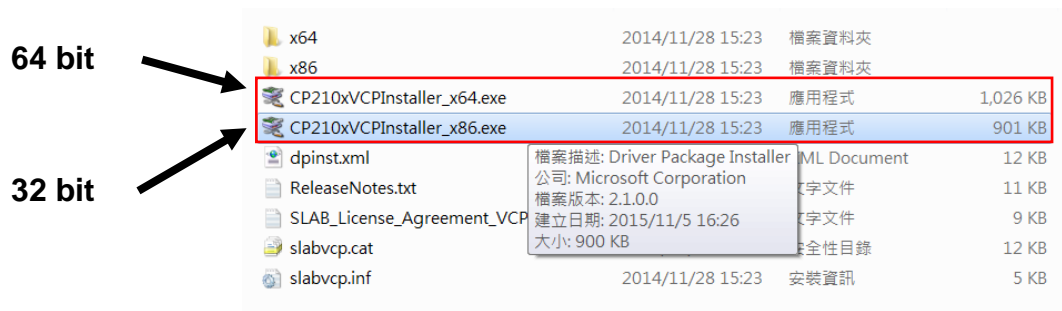 64 bit
32 bit
x64 2014/11/28 15:23 檔案資料夾
x86 2014/11/28 15:23 檔案資料夾
CP210xVCPInstaller_x64.exe 2014/11/28 15:23 應用程式 1,026 KB
CP210xVCPInstaller_x86.exe 2014/11/28 15:23 應用程式 901 KB
dpinst.xml ML Document 12 KB
ReleaseNotes.txt 文字文件 11 KB
SLAB_License_Agreement_VCP 字文件 9 KB
slabvcp.cat 安全性目錄 12 KB
slabvcp.inf 2014/11/28 15:23 安裝資訊 5 KB
檔案描述: Driver Package Installer
公司: Microsoft Corporation
檔案版本: 2.1.0.0
建立日期: 2015/11/5 16:26
大小: 900 KB